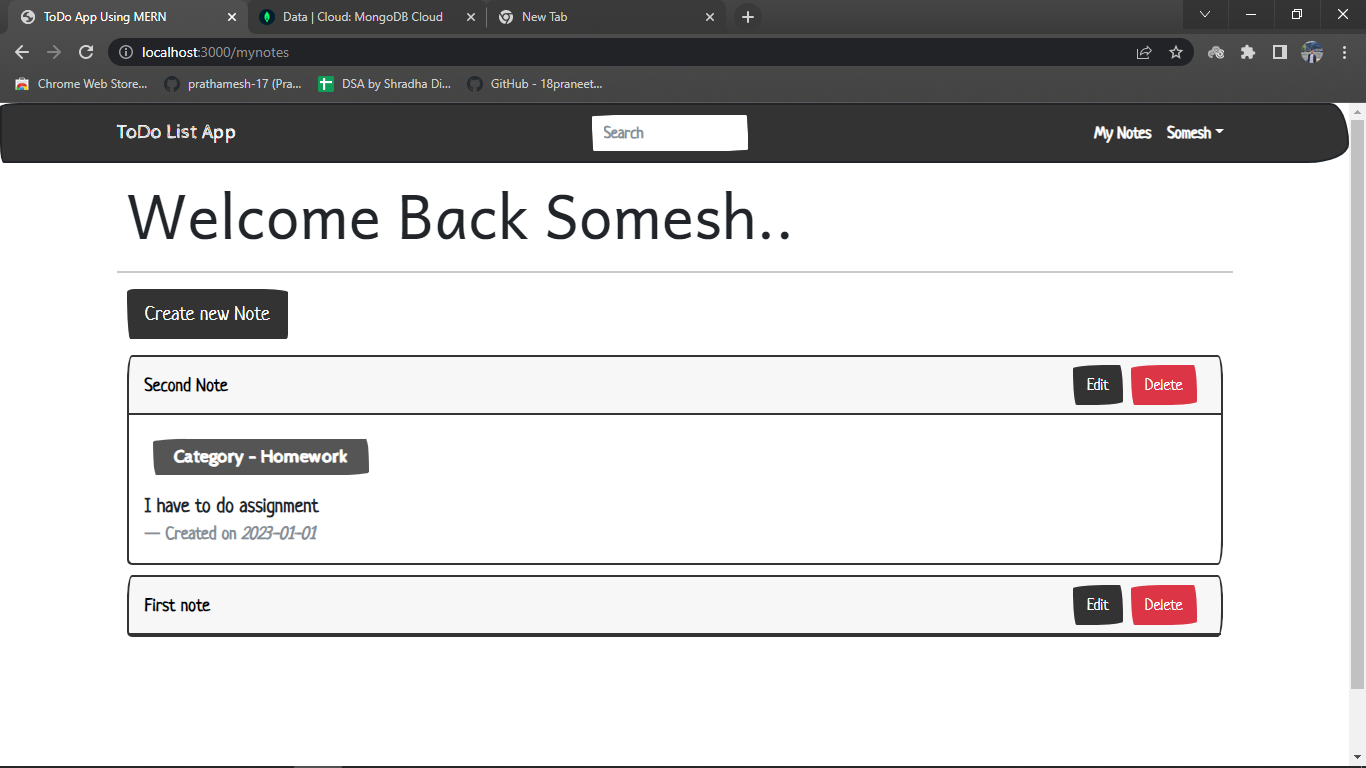 ToDo App Using MERN
Data | Cloud: MongoDB Cloud
New Tab
localhost:3000/mynotes
Chrome Web Store...
prathamesh-17 (Pra...
DSA by Shradha Di...
GitHub - 18praneet...
ToDo List App
Search
My Notes
Somesh
Welcome Back Somesh..
Create new Note
Second Note
Edit
Delete
Category - Homework
I have to do assignment
— Created on 2023-01-01
First note
Edit
Delete